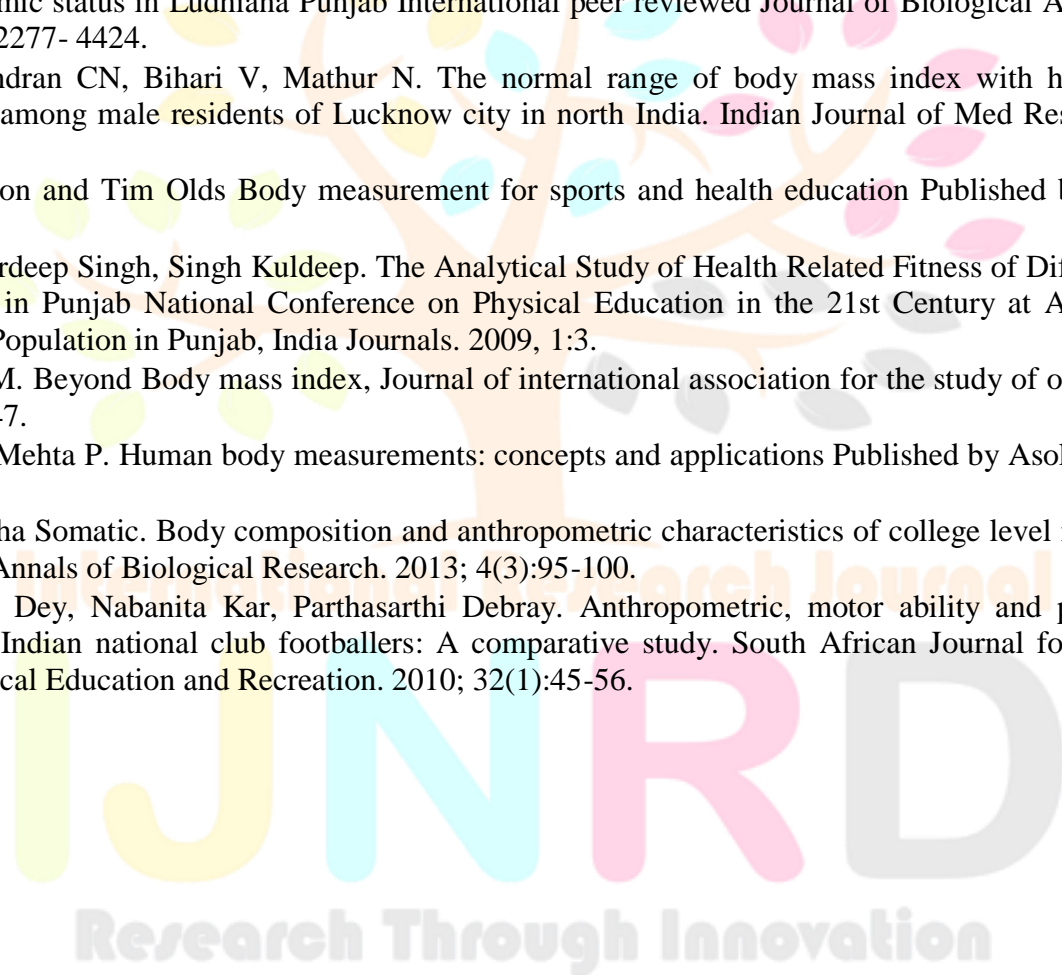 mic status in Ludhiana Punjab International peer reviewed Journal of Biological A
2277- 4424.
ndran CN, Bihari V, Mathur N. The normal range of body mass index with h
among male residents of Lucknow city in north India. Indian Journal of Med Res
on and Tim Olds Body measurement for sports and health education Published b
rdeep Singh, Singh Kuldeep. The Analytical Study of Health Related Fitness of Dif
in Punjab National Conference on Physical Education in the 21st Century at A
Population in Punjab, India Journals. 2009, 1:3.
M. Beyond Body mass index, Journal of international association for the study of o
47.
Mehta P. Human body measurements: concepts and applications Published by Asol
ha Somatic. Body composition and anthropometric characteristics of college level
Annals of Biological Research. 2013; 4(3):95-100.
International Research Journal
Dey, Nabanita Kar, Parthasarthi Debray. Anthropometric, motor ability and p
Indian national club footballers: A comparative study. South African Journal fo
cal Education and Recreation. 2010; 32(1):45-56.
IJNRD
Research Through Innovation